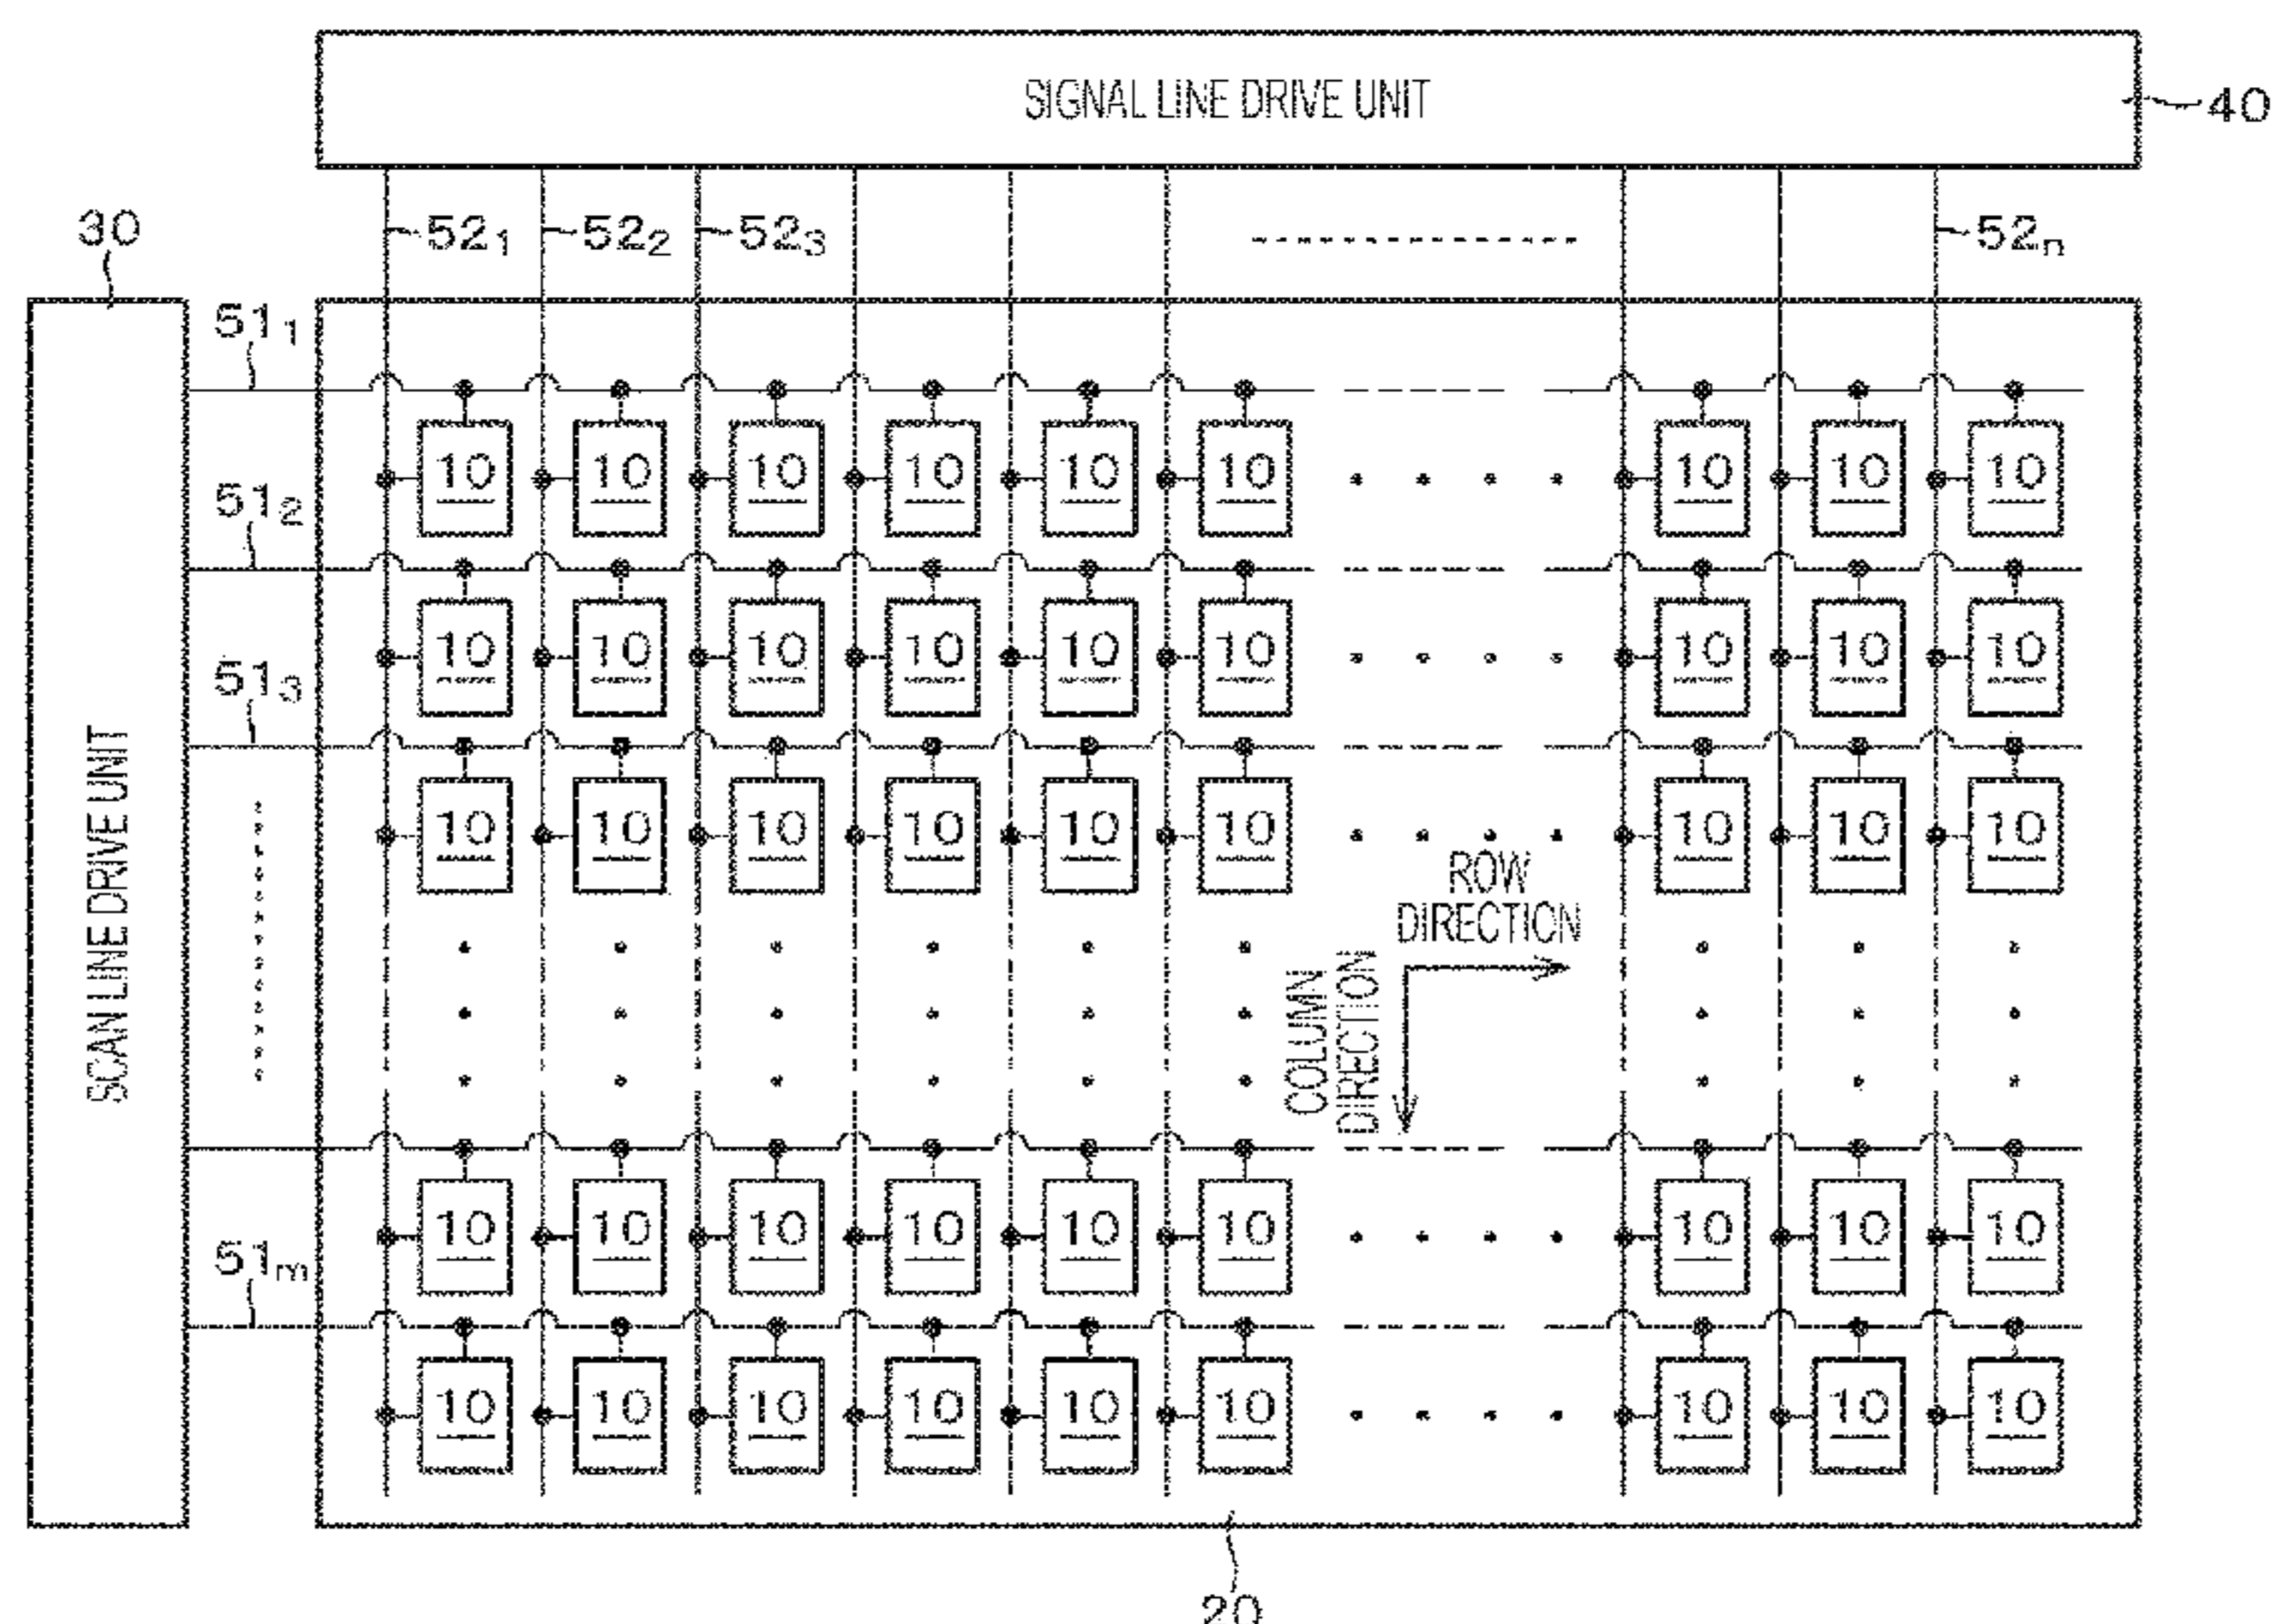 SIGNAL LINE DRIVE UNIT
40
30
52₁ 52₂ 52₃ 52ₙ
51₁
10 10 10 10 10 10 10 10 10
51₂
10 10 10 10 10 10 10 10 10
51₃
10 10 10 10 10 10 10 10 10
SCAN LINE DRIVE UNIT
ROW
DIRECTION
COLUMN
DIRECTION
10 10 10 10 10 10 10 10 10
51ₘ
10 10 10 10 10 10 10 10 10
20